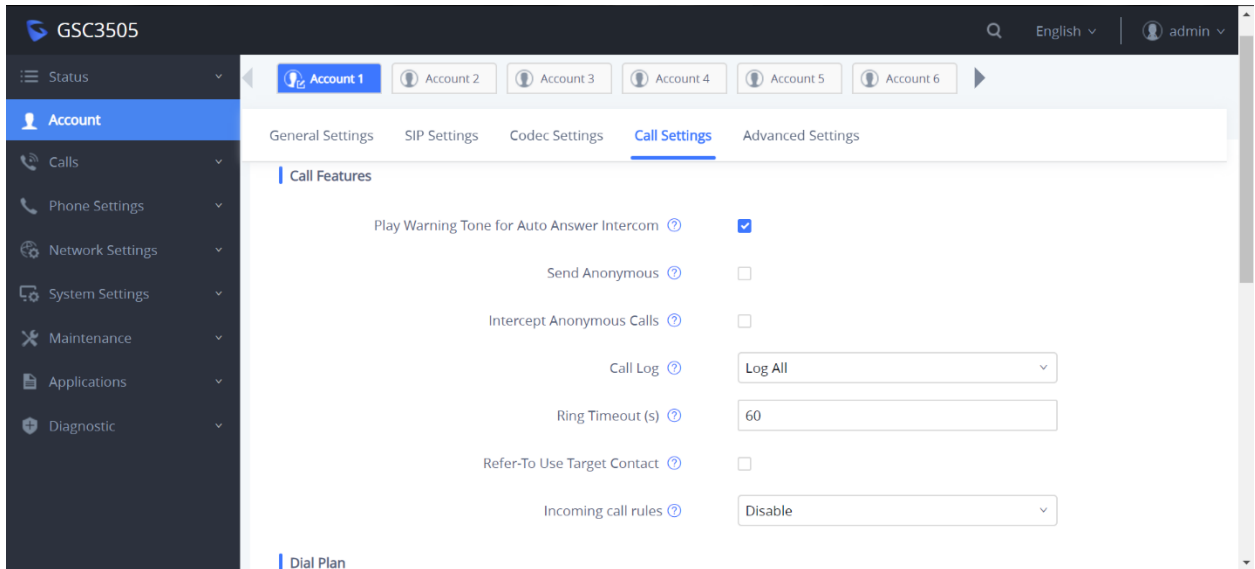 GSC3505
English
admin
Status
Account
Calls
Phone Settings
Network Settings
System Settings
Maintenance
Applications
Diagnostic
Account 1
Account 2
Account 3
Account 4
Account 5
Account 6
General Settings
SIP Settings
Codec Settings
Call Settings
Advanced Settings
Call Features
Play Warning Tone for Auto Answer Intercom ?
Send Anonymous ?
Intercept Anonymous Calls ?
Call Log ? Log All
Ring Timeout (s) ? 60
Refer-To Use Target Contact ?
Incoming call rules ? Disable
Dial Plan